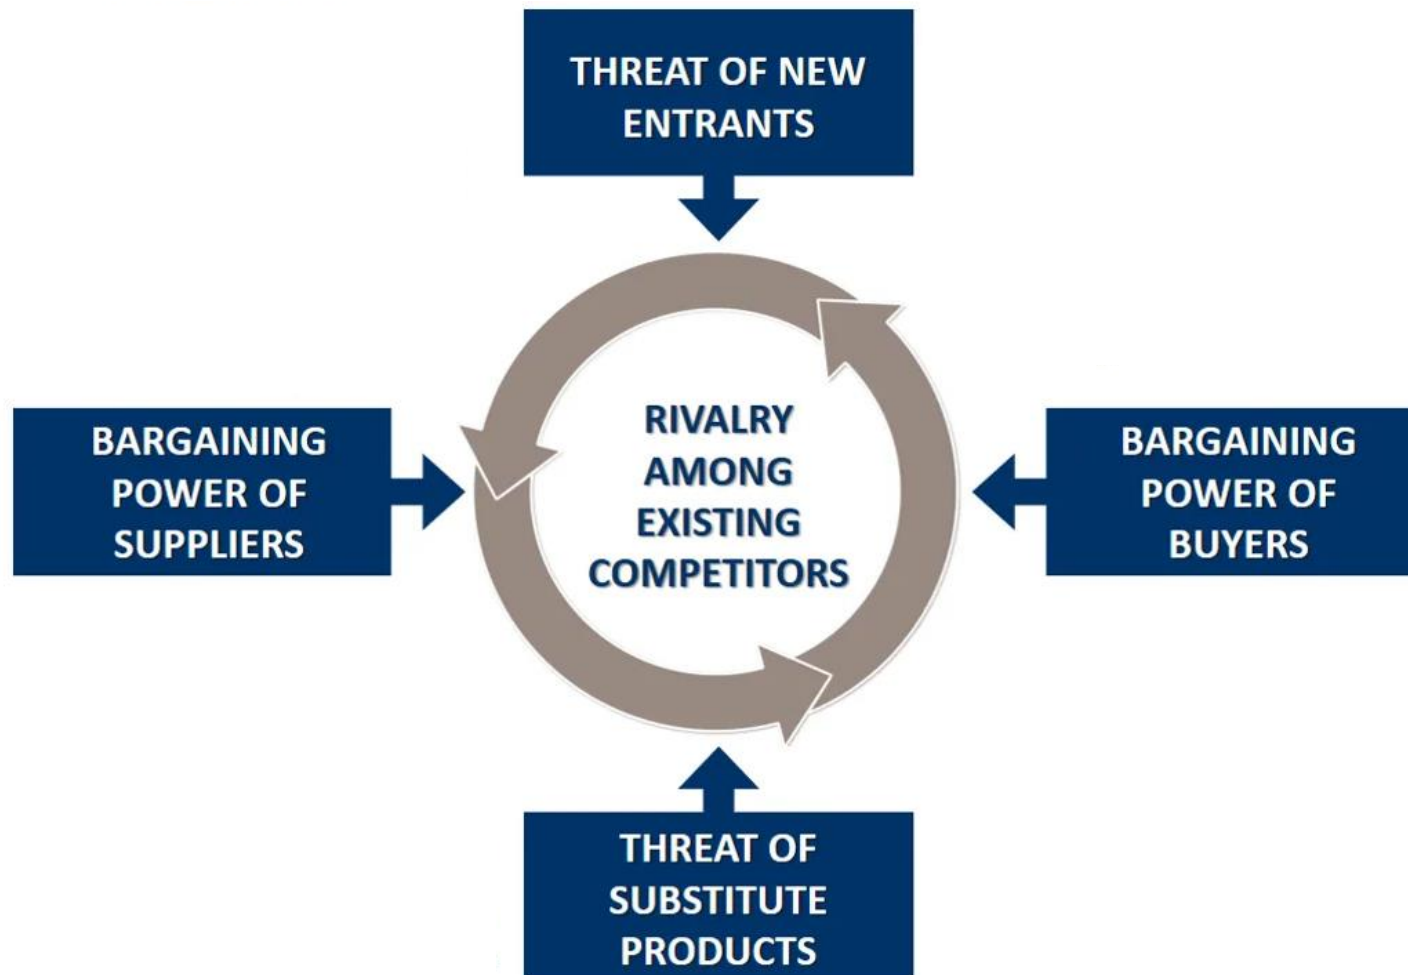 THREAT OF NEW
ENTRANTS
BARGAINING
POWER OF
SUPPLIERS
RIVALRY
AMONG
EXISTING
COMPETITORS
BARGAINING
POWER OF
BUYERS
THREAT OF
SUBSTITUTE
PRODUCTS